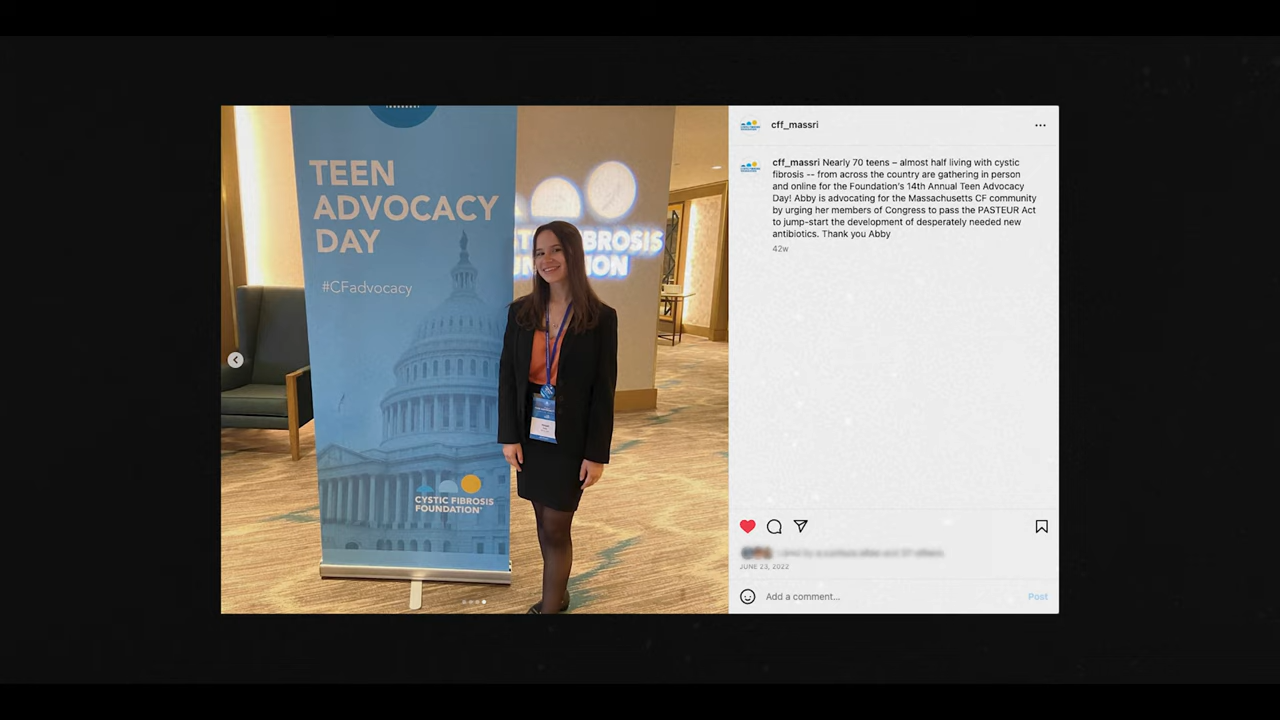 TEEN
ADVOCACY
DAY
#CFadvocacy
CYSTIC FIBROSIS
FOUNDATION
FIBROSIS
cff_massri
cff_massri Nearly 70 teens – almost half living with cystic
fibrosis -- from across the country are gathering in person
and online for the Foundation's 14th Annual Teen Advocacy
Day! Abby is advocating for the Massachusetts CF community
by urging her members of Congress to pass the PASTEUR Act
to jump-start the development of desperately needed new
antibiotics. Thank you Abby
42w
JUNE 23, 2022
Add a comment...
Post